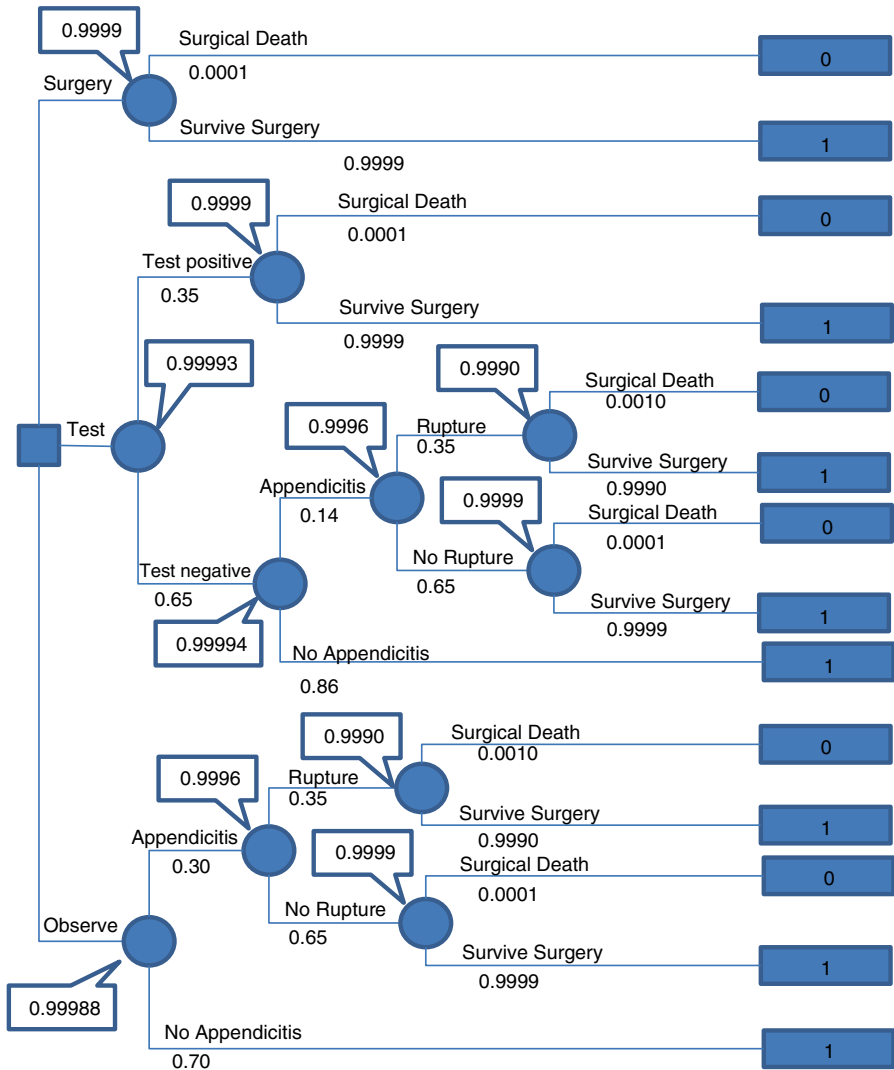 0.9999
Surgical Death
0.0001
0
Surgery
Survive Surgery
0.9999
1
0.9999
Surgical Death
0.0001
0
Test positive
0.35
Survive Surgery
0.9999
1
0.99993
Test
0.9990
Surgical Death
0.0010
0
0.9996
Rupture
0.35
Survive Surgery
0.9990
1
Appendicitis
0.14
0.9999
Surgical Death
0.0001
0
No Rupture
0.65
Survive Surgery
0.9999
1
Test negative
0.65
0.99994
No Appendicitis
0.86
1
0.9990
Surgical Death
0.0010
0
0.9996
Rupture
0.35
Survive Surgery
0.9990
1
Appendicitis
0.30
0.9999
Surgical Death
0.0001
0
No Rupture
0.65
Survive Surgery
0.9999
1
Observe
0.99988
No Appendicitis
0.70
1